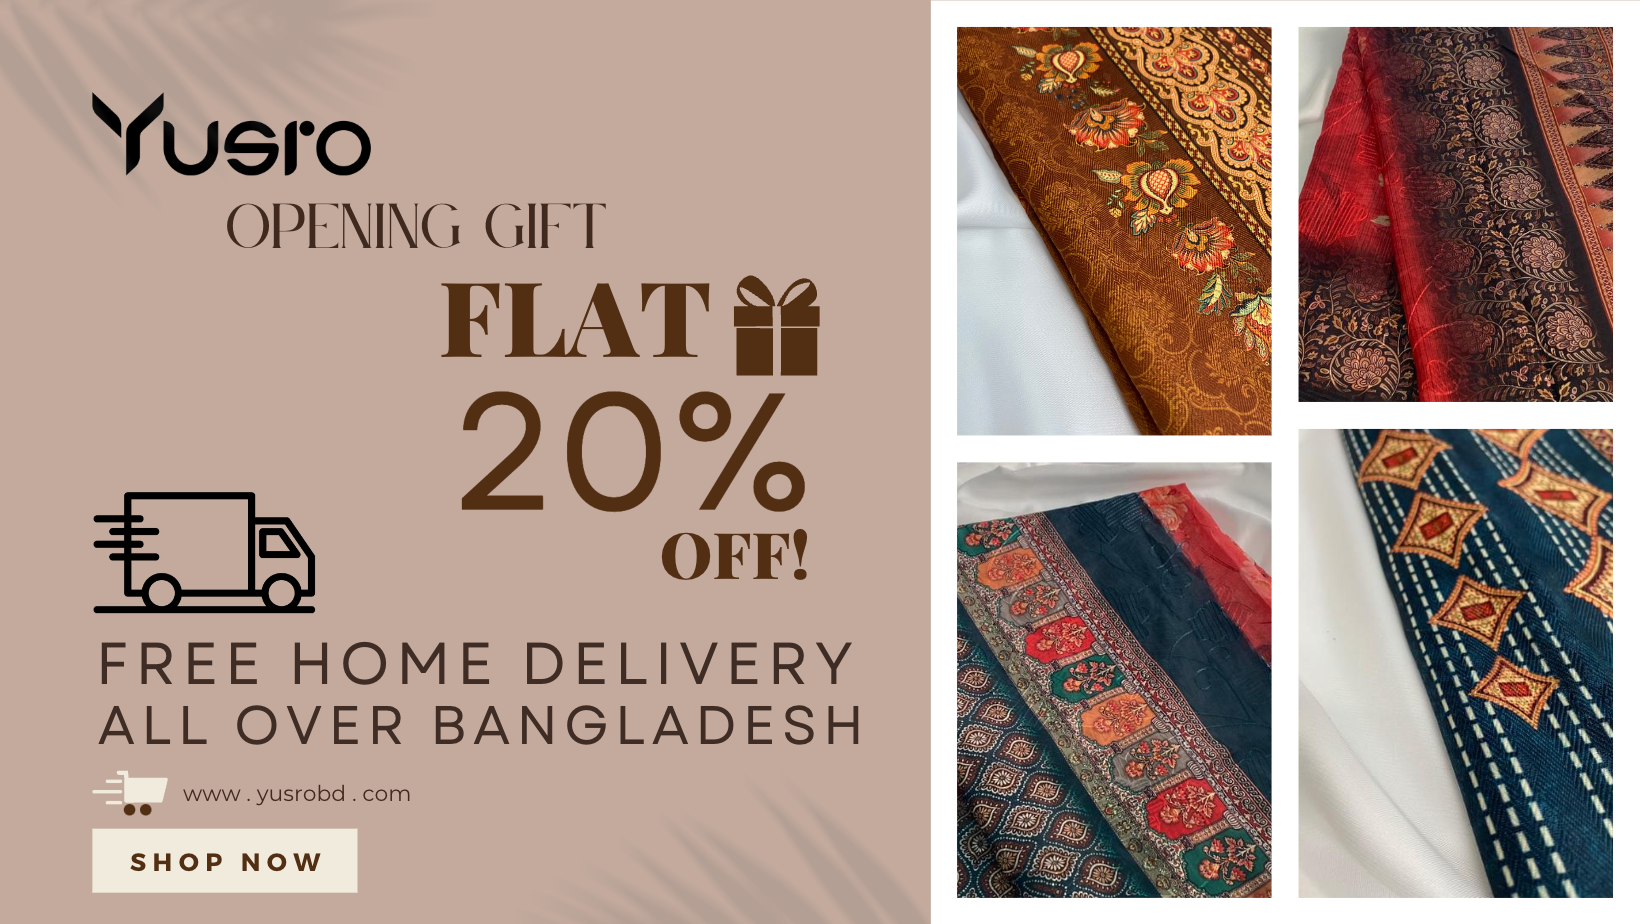 Yusro
OPENING GIFT
FLAT
20%
OFF!
FREE HOME DELIVERY
ALL OVER BANGLADESH
www . yusrobd . com
SHOP NOW